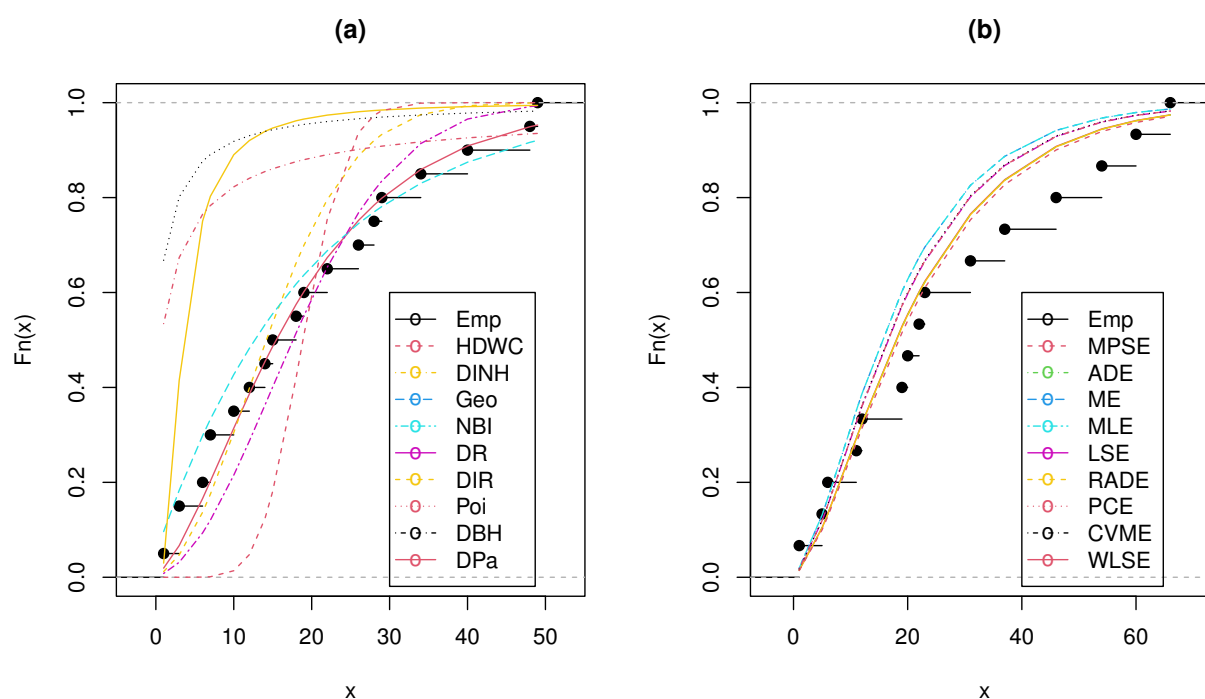 (a)
Fn(x)
1.0
0.8
0.6
0.4
0.2
0.0
0 10 20 30 40 50
x
Emp
HDWC
DINH
Geo
NBI
DR
DIR
Poi
DBH
DPa
(b)
Fn(x)
1.0
0.8
0.6
0.4
0.2
0.0
0 20 40 60
x
Emp
MPSE
ADE
ME
MLE
LSE
RADE
PCE
CVME
WLSE